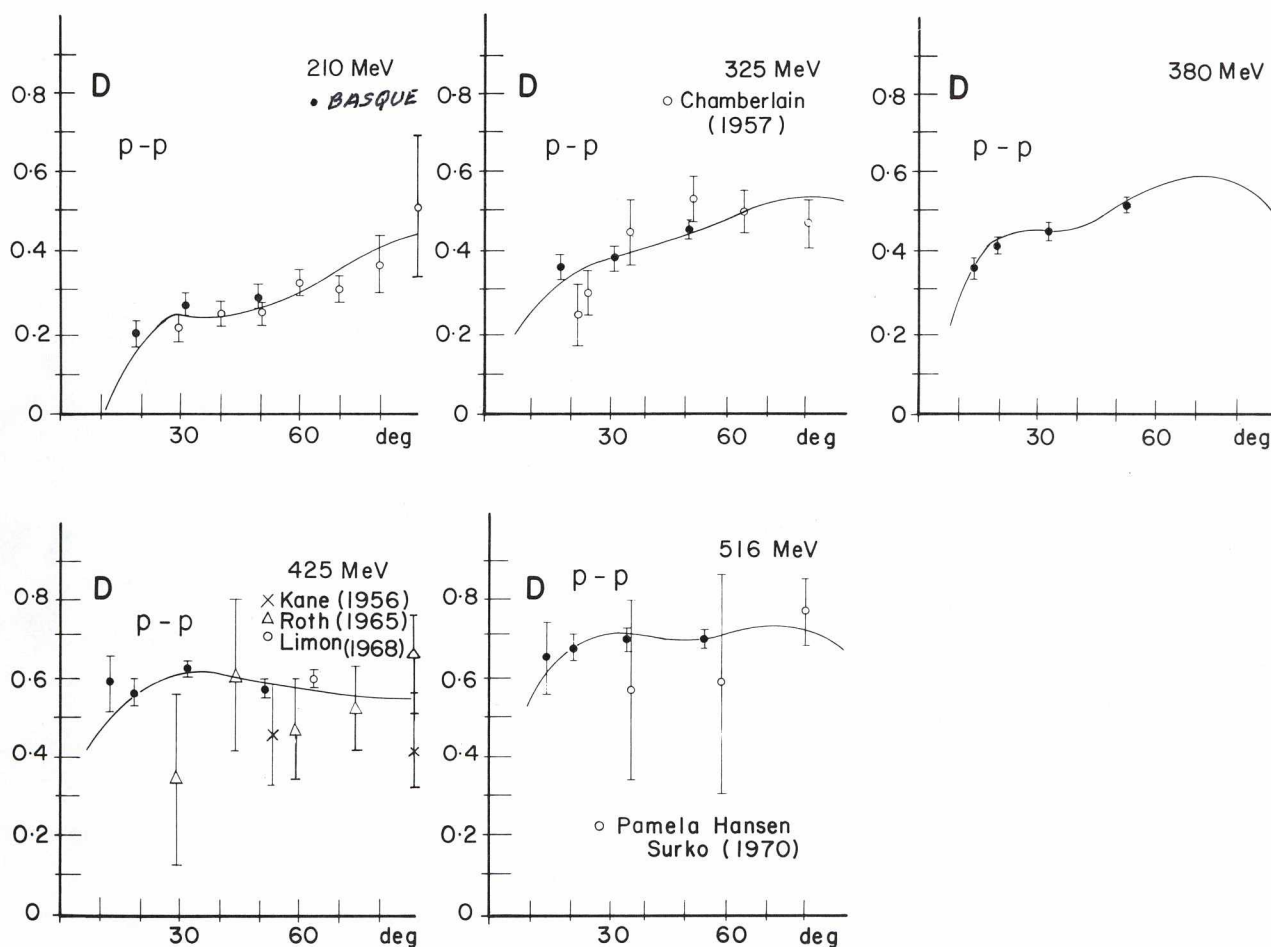 D
210 MeV
• BASQUE
p-p
0·8
0·6
0·4
0·2
0
30 60 deg
D
325 MeV
○ Chamberlain
(1957)
p-p
0·8
0·6
0·4
0·2
0
30 60 deg
D
380 MeV
p-p
0·8
0·6
0·4
0·2
0
30 60 deg
D
425 MeV
× Kane (1956)
△ Roth (1965)
○ Limon (1968)
p-p
0·8
0·6
0·4
0·2
0
30 60 deg
D
516 MeV
p-p
0·8
0·6
0·4
0·2
0
○ Pamela Hansen
Surko (1970)
30 60 deg